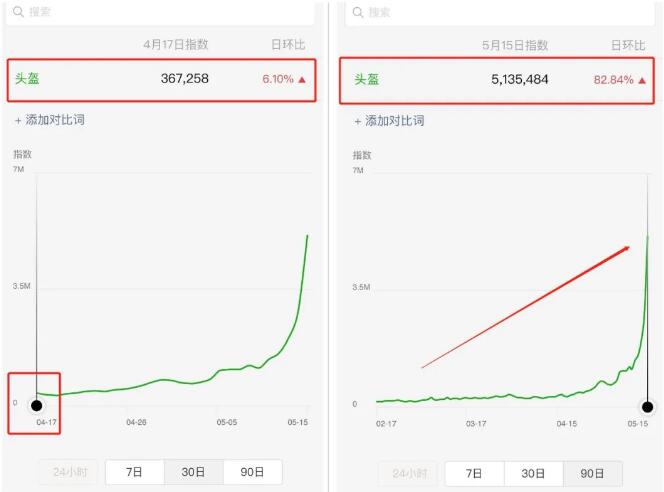 搜索
4月17日指数 日环比
头盔 367,258 6.10% ▲
+ 添加对比词
指数
7M
3.5M
0
04-17 04-26 05-05 05-15
24小时 7日 30日 90日
搜索
5月15日指数 日环比
头盔 5,135,484 82.84% ▲
+ 添加对比词
指数
7M
3.5M
0
02-17 03-17 04-15 05-15
24小时 7日 30日 90日